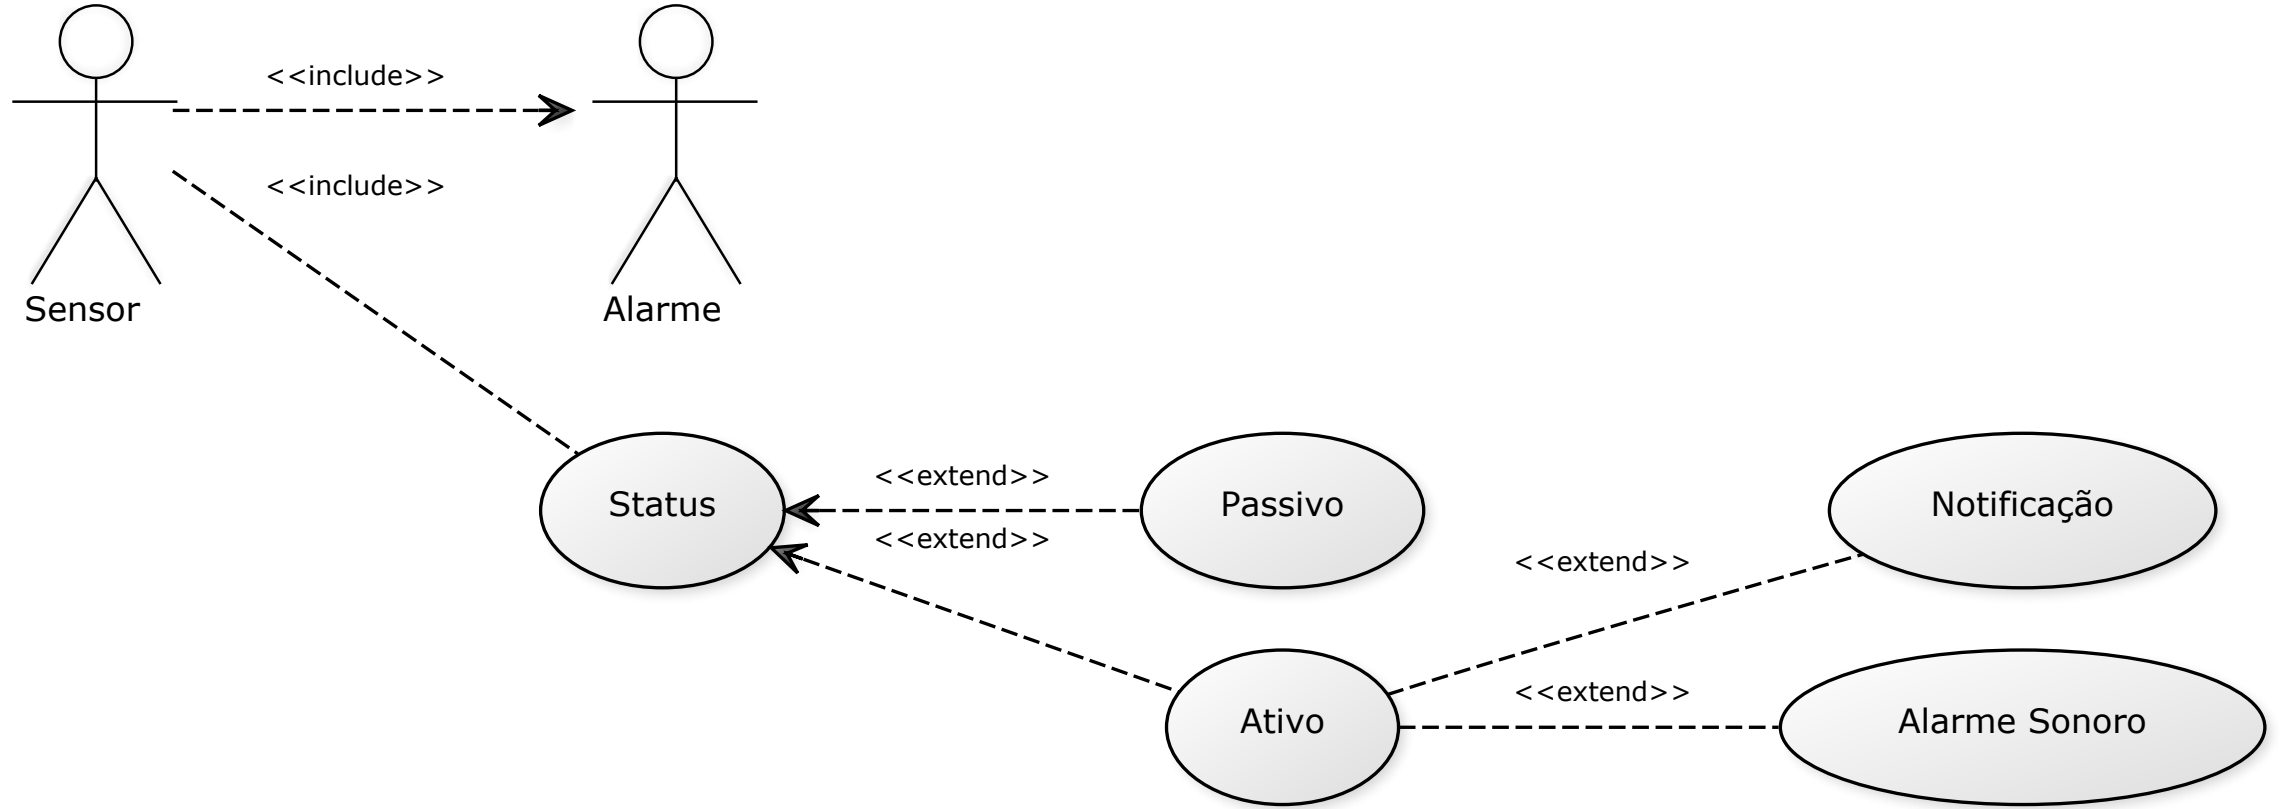 <<include>>
<<include>>
Sensor
Alarme
Status
<<extend>>
<<extend>>
Passivo
Notificação
<<extend>>
<<extend>>
Ativo
Alarme Sonoro